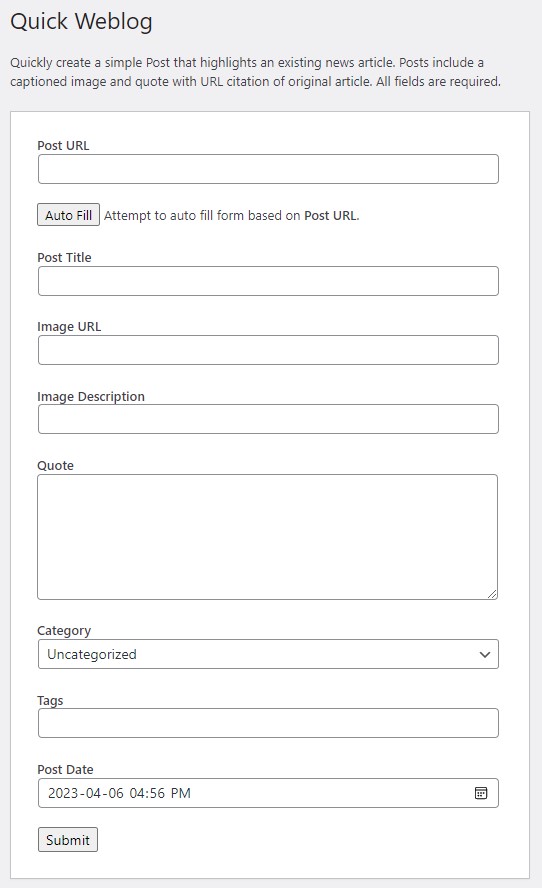 Quick Weblog
Quickly create a simple Post that highlights an existing news article. Posts include a
captioned image and quote with URL citation of original article. All fields are required.
Post URL
Auto Fill Attempt to auto fill form based on Post URL.
Post Title
Image URL
Image Description
Quote
Category
Uncategorized
Tags
Post Date
2023-04-06 04:56 PM
Submit